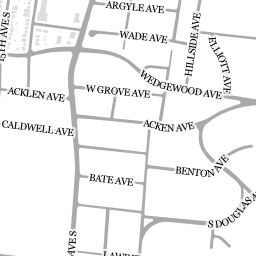 ARGYLE AVE
15TH AVE S
WADE AVE
HILLSIDE AVE
ELLIOTT AVE
WEDGEWOOD AVE
W GROVE AVE
ACKLEN AVE
ACKEN AVE
CALDWELL AVE
BENTON AVE
BATE AVE
S DOUGLAS
AVE S